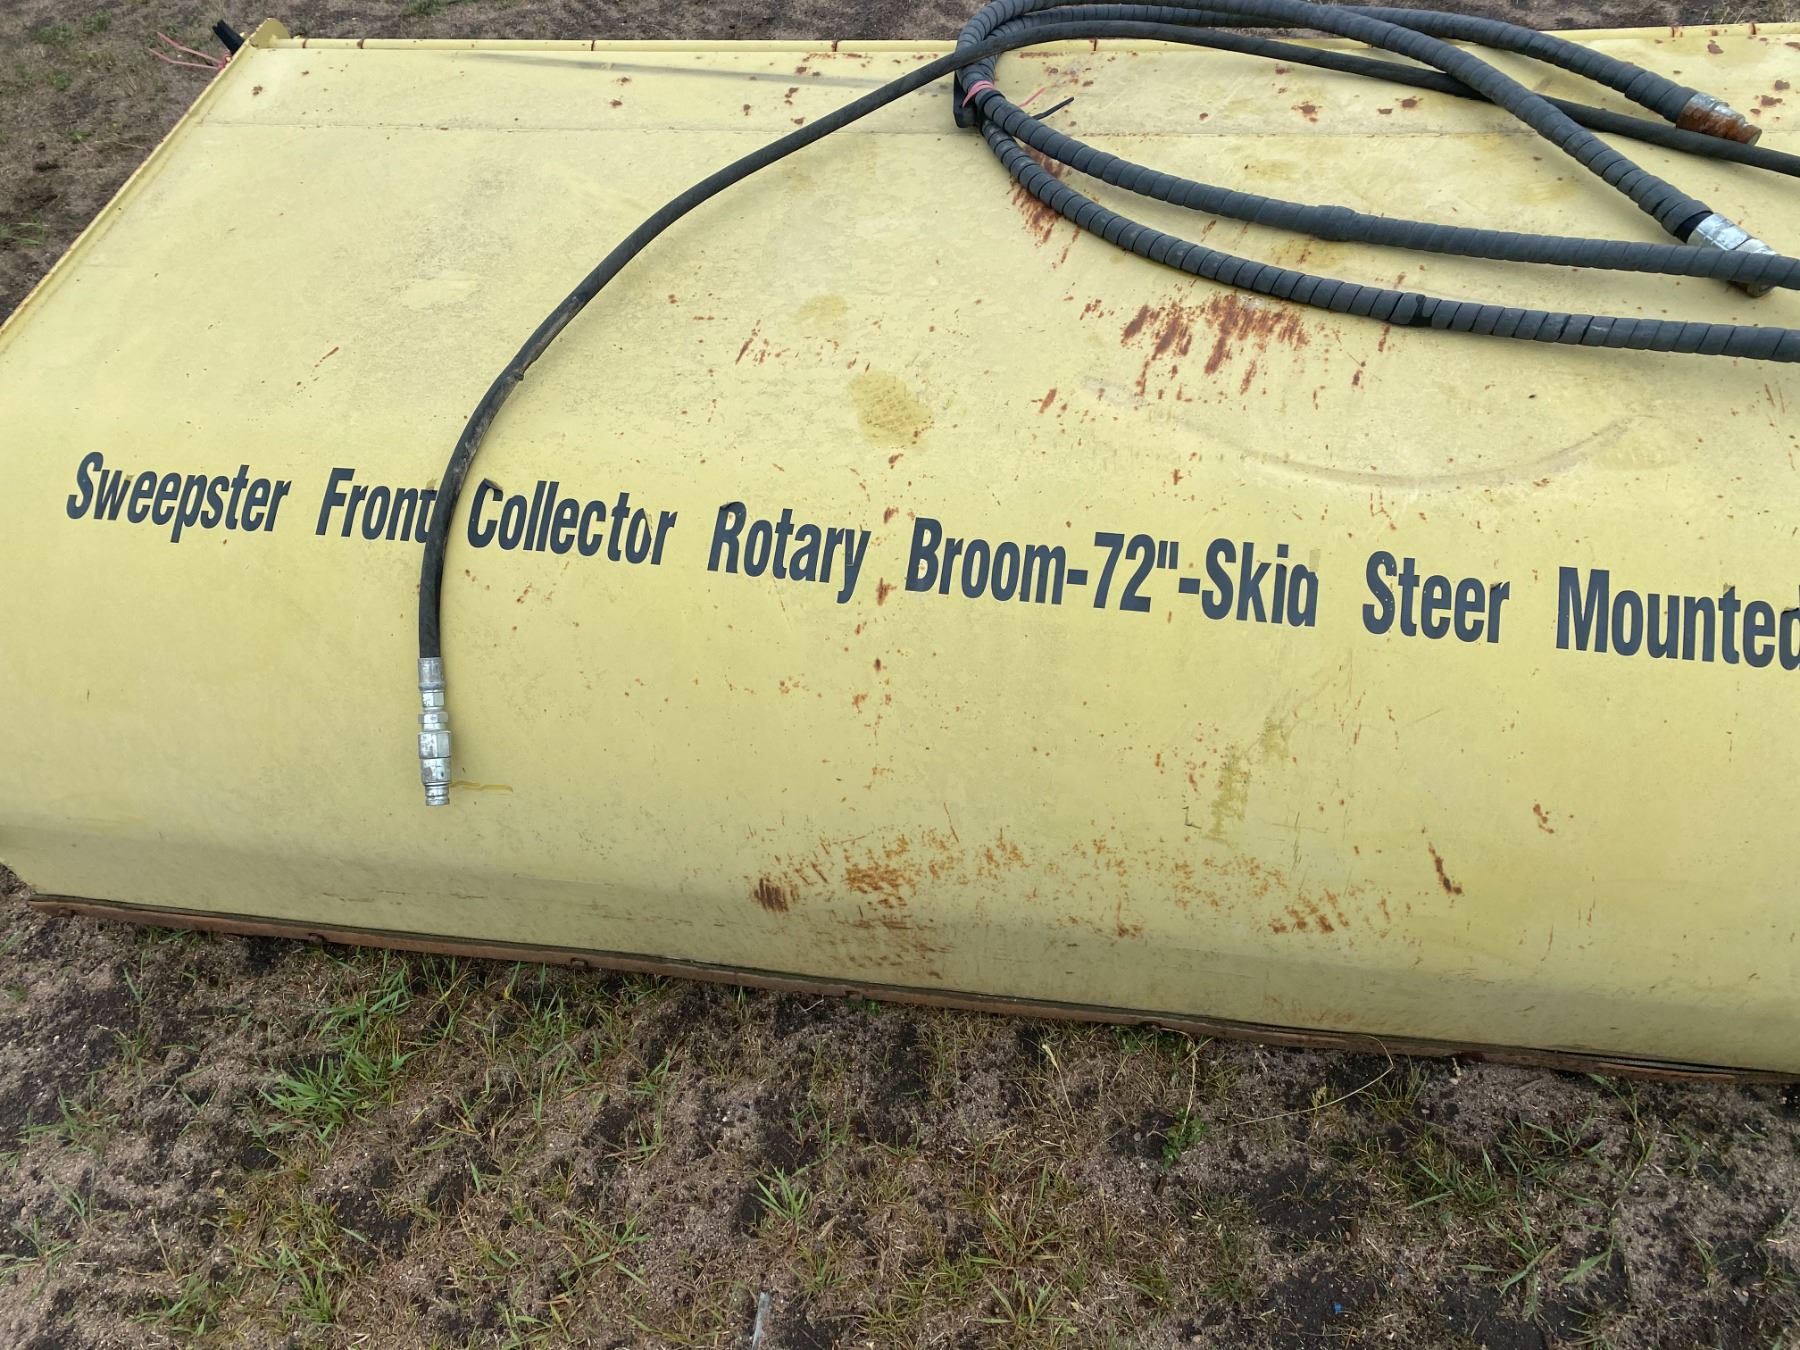 Sweepster Front Collector Rotary Broom-72"-Skid Steer Mounted